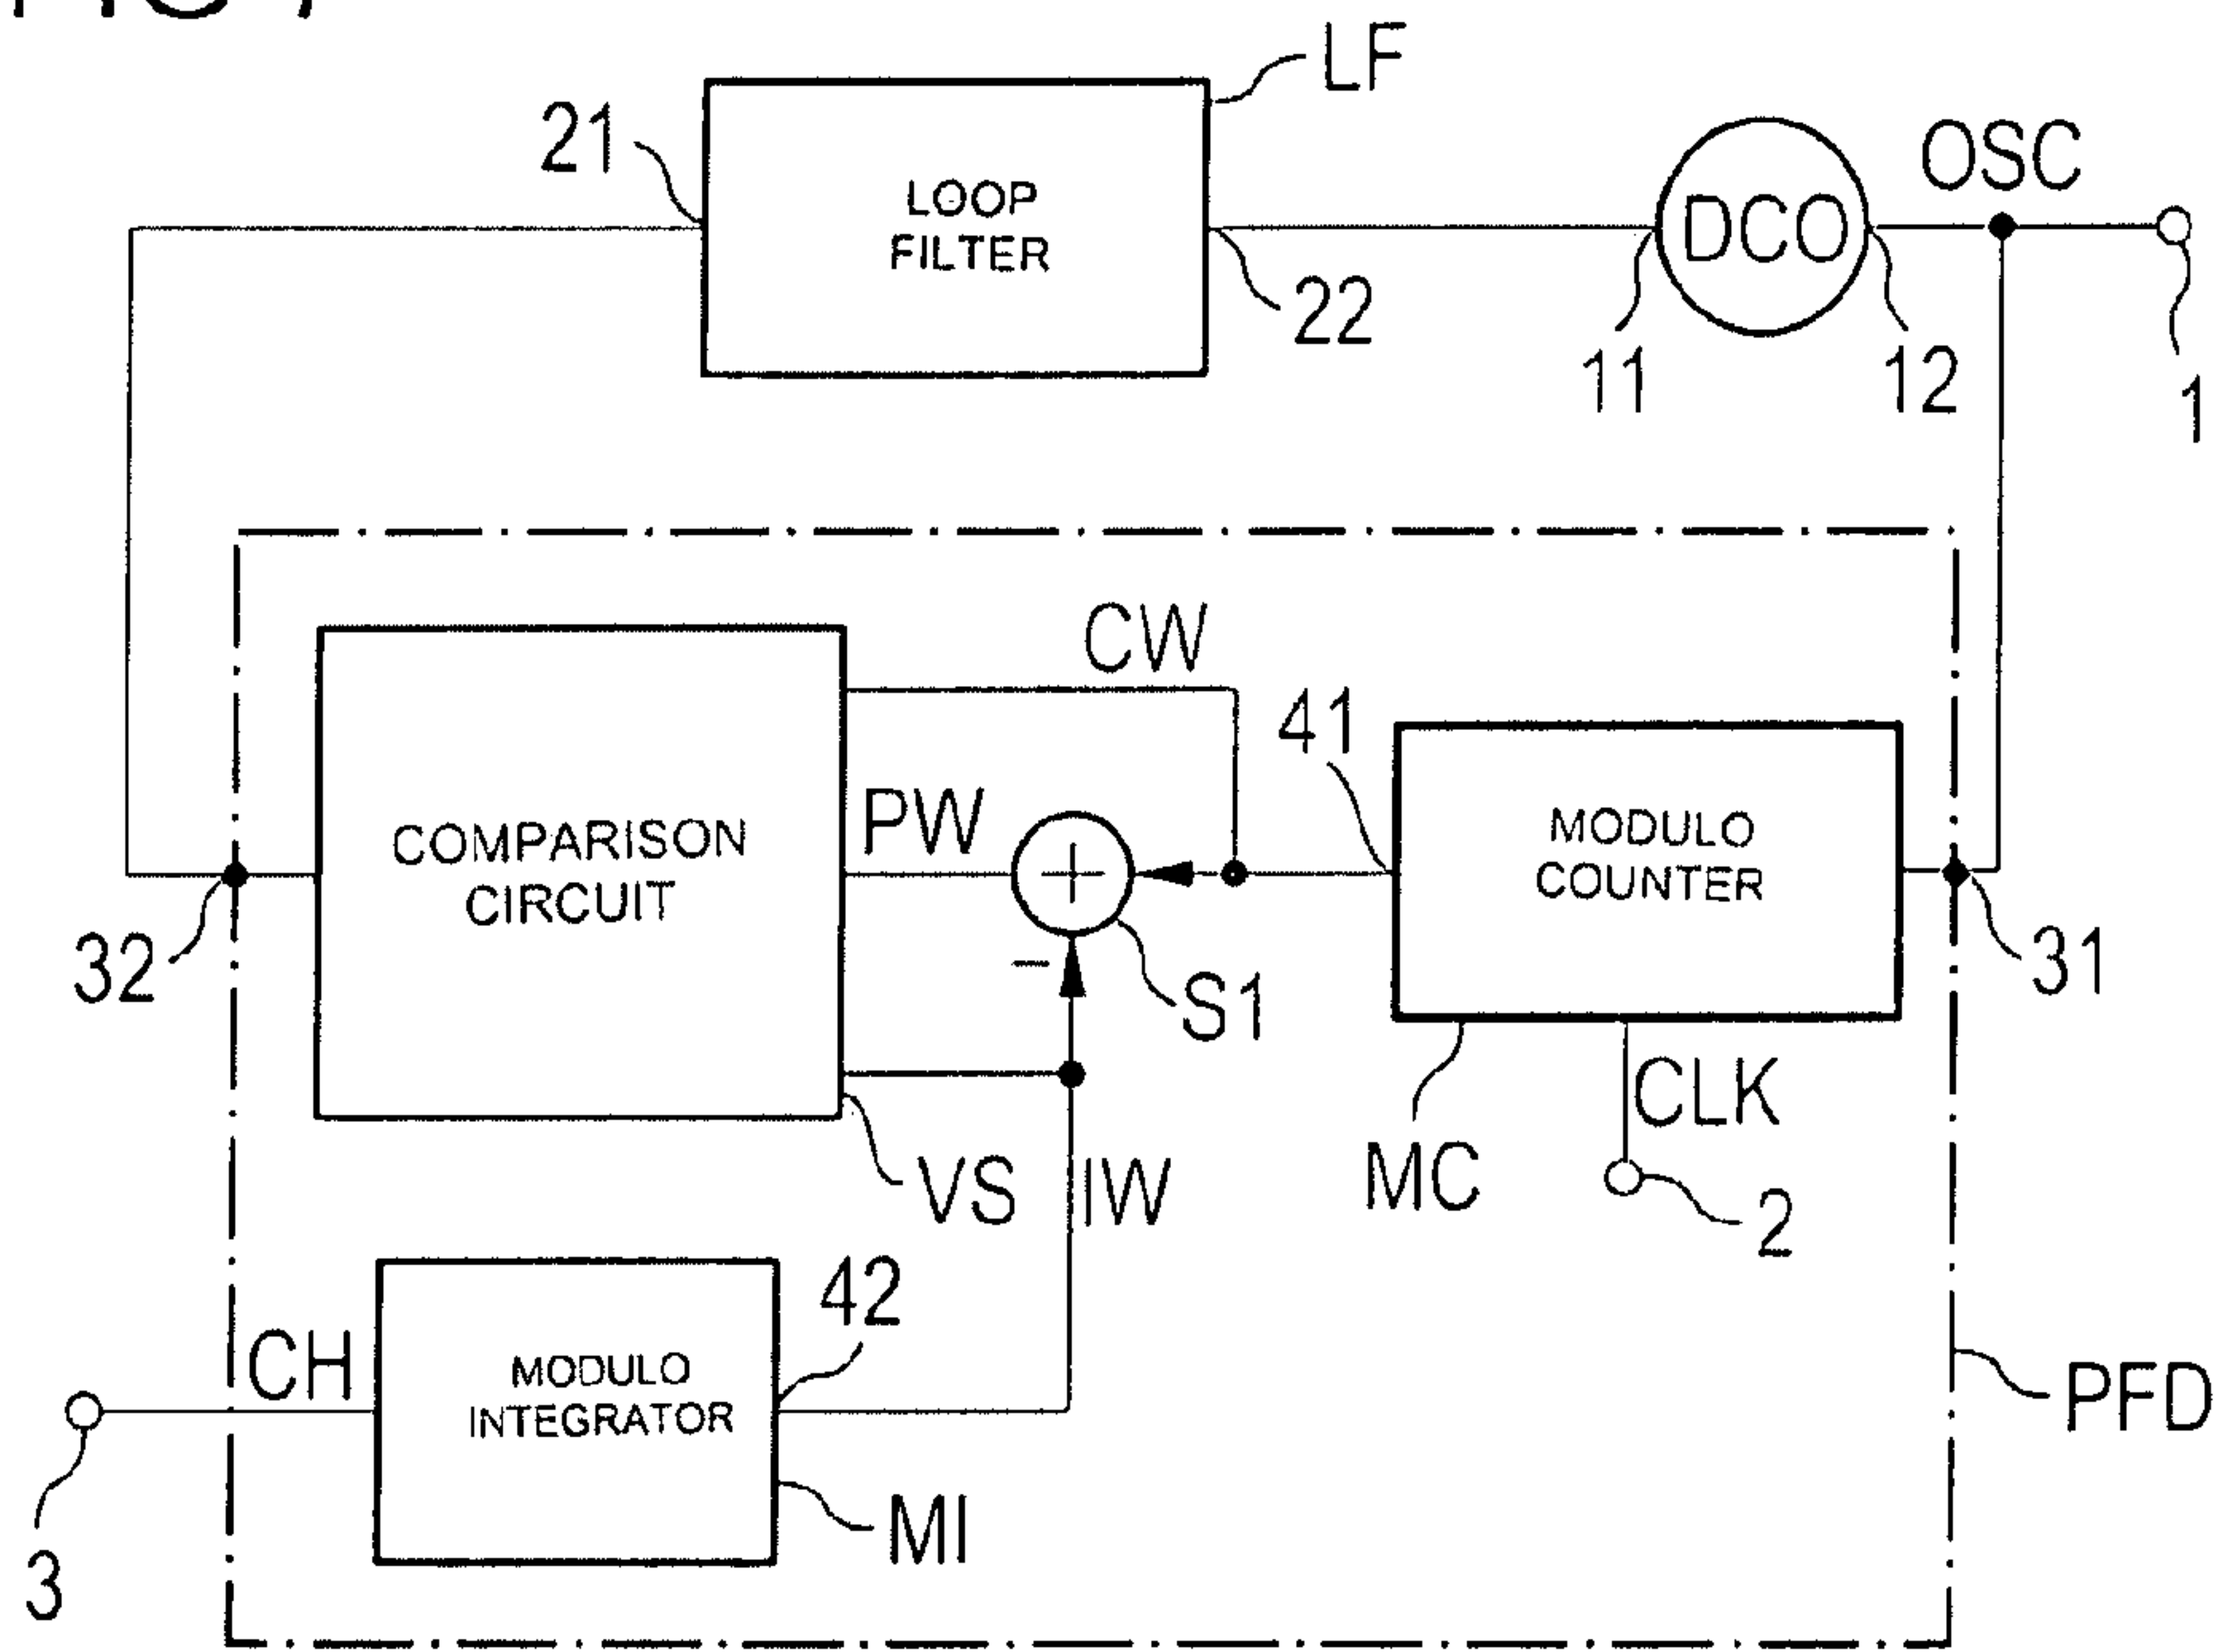 LF
21
LOOP
FILTER
22
DCO
OSC
11
12
1
CW
41
PW
COMPARISON
CIRCUIT
MODULO
COUNTER
32
S1
31
CLK
VS
IW
MC
2
42
CH
MODULO
INTEGRATOR
PFD
MI
3